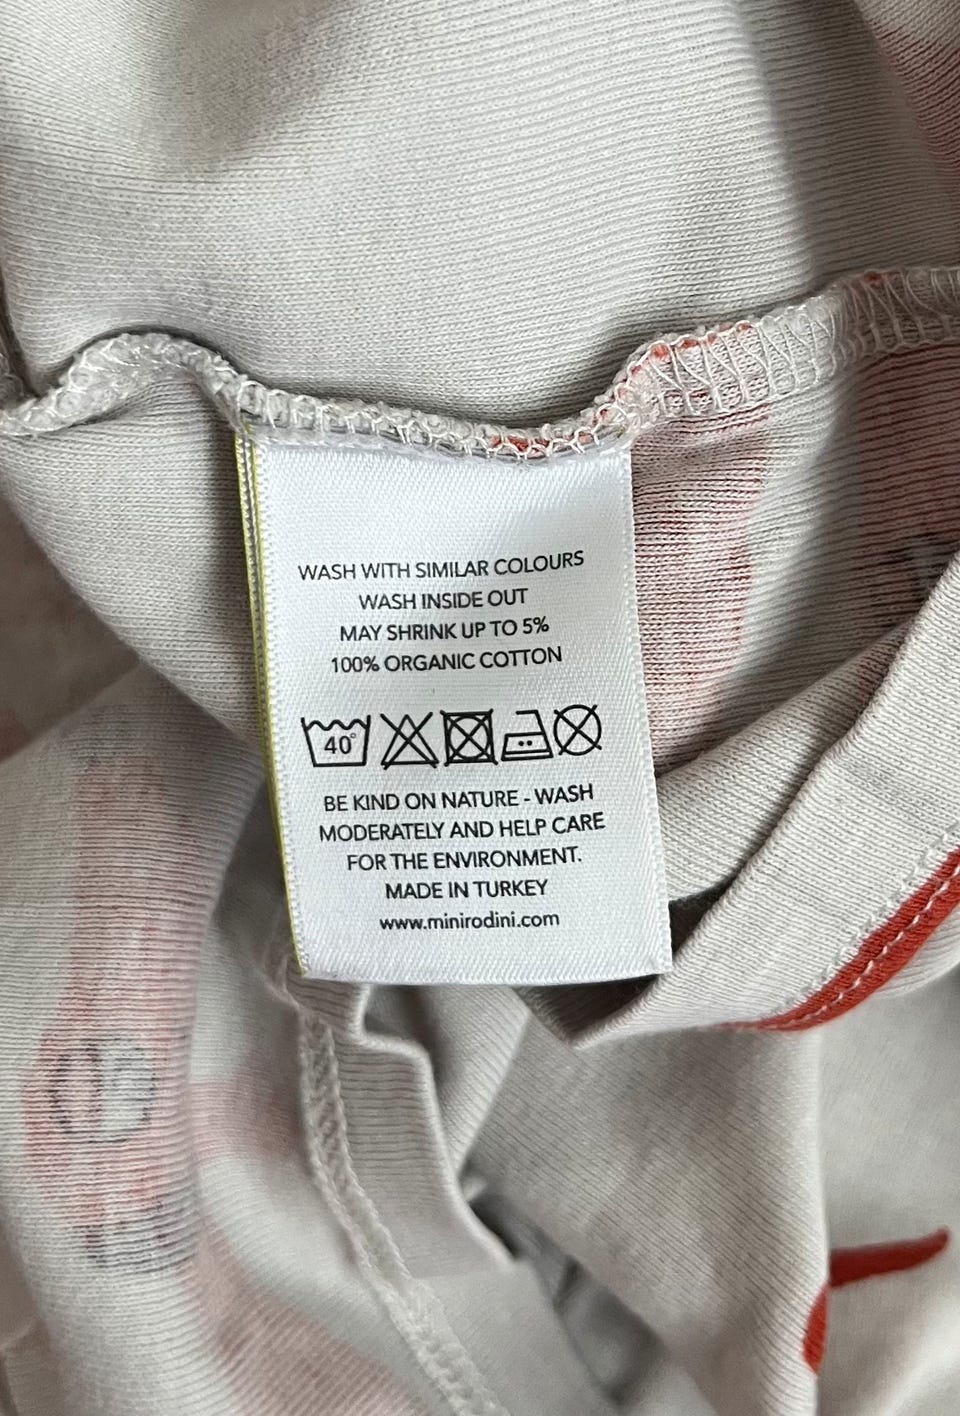 WASH WITH SIMILAR COLOURS
WASH INSIDE OUT
MAY SHRINK UP TO 5%
100% ORGANIC COTTON
40°
BE KIND ON NATURE - WASH
MODERATELY AND HELP CARE
FOR THE ENVIRONMENT.
MADE IN TURKEY
www.minirodini.com